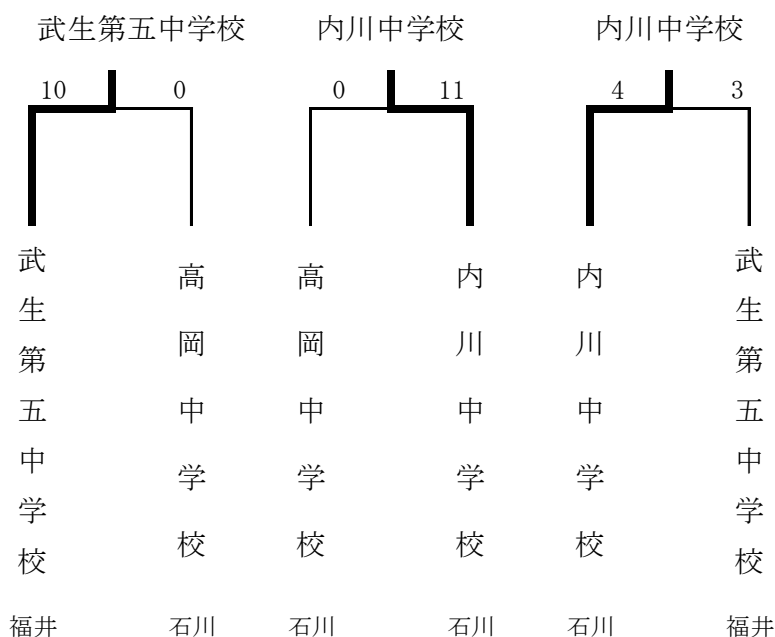 武生第五中学校
内川中学校
内川中学校
10
0
0
11
4
3
武生第五中学校
高岡中学校
高岡中学校
内川中学校
内川中学校
武生第五中学校
福井
石川
石川
石川
石川
福井